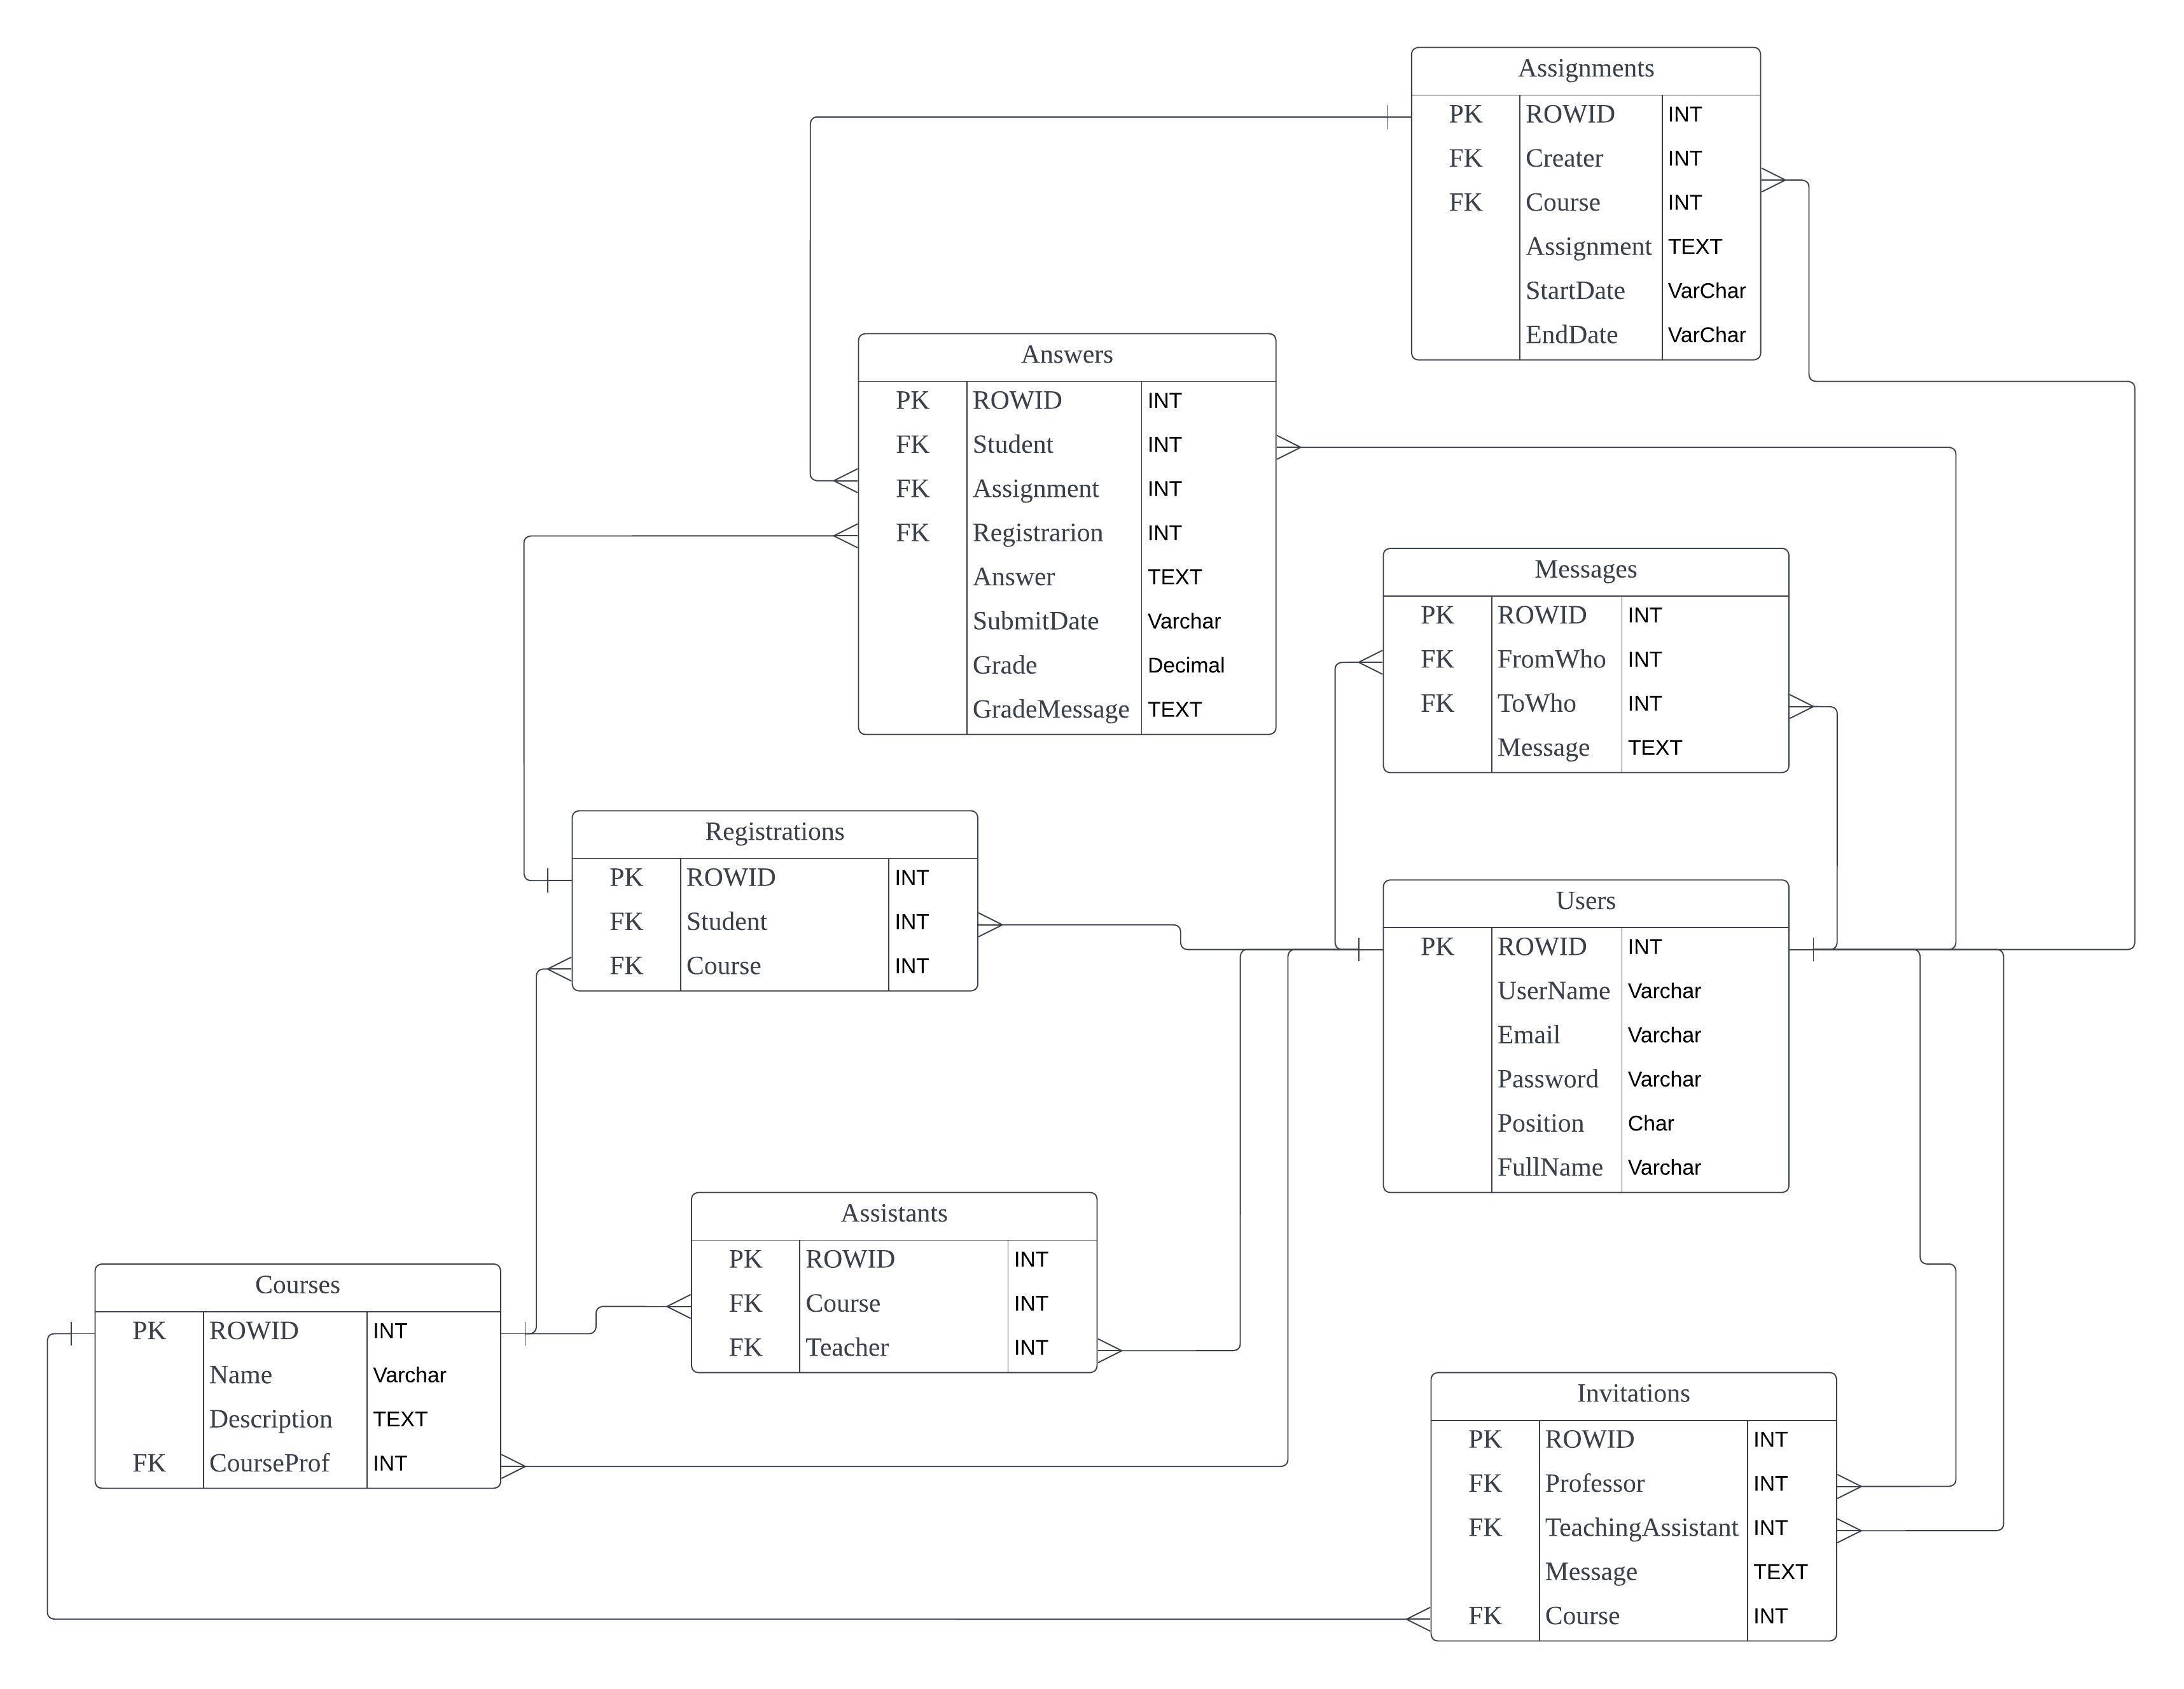 Assignments
PK ROWID INT
FK Creater INT
FK Course INT
Assignment TEXT
StartDate VarChar
EndDate VarChar
Answers
PK ROWID INT
FK Student INT
FK Assignment INT
FK Registrarion INT
Answer TEXT
SubmitDate Varchar
Grade Decimal
GradeMessage TEXT
Messages
PK ROWID INT
FK FromWho INT
FK ToWho INT
Message TEXT
Registrations
PK ROWID INT
FK Student INT
FK Course INT
Users
PK ROWID INT
UserName Varchar
Email Varchar
Password Varchar
Position Char
FullName Varchar
Assistants
PK ROWID INT
FK Course INT
FK Teacher INT
Courses
PK ROWID INT
Name Varchar
Description TEXT
FK CourseProf INT
Invitations
PK ROWID INT
FK Professor INT
FK TeachingAssistant INT
Message TEXT
FK Course INT